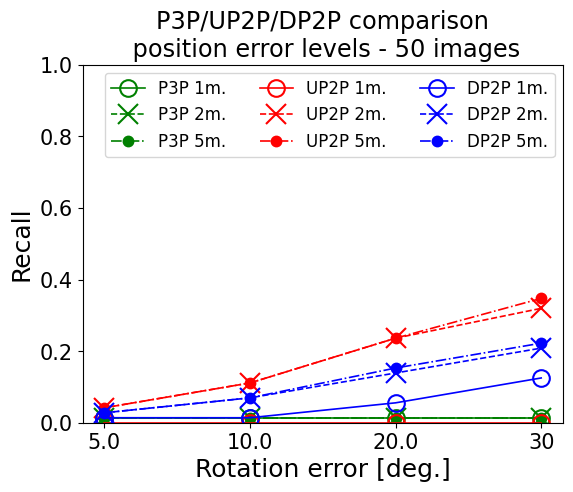 P3P/UP2P/DP2P comparison
position error levels - 50 images
P3P 1m. UP2P 1m. DP2P 1m.
P3P 2m. UP2P 2m. DP2P 2m.
P3P 5m. UP2P 5m. DP2P 5m.
Recall
1.0
0.8
0.6
0.4
0.2
0.0
5.0 10.0 20.0 30
Rotation error [deg.]